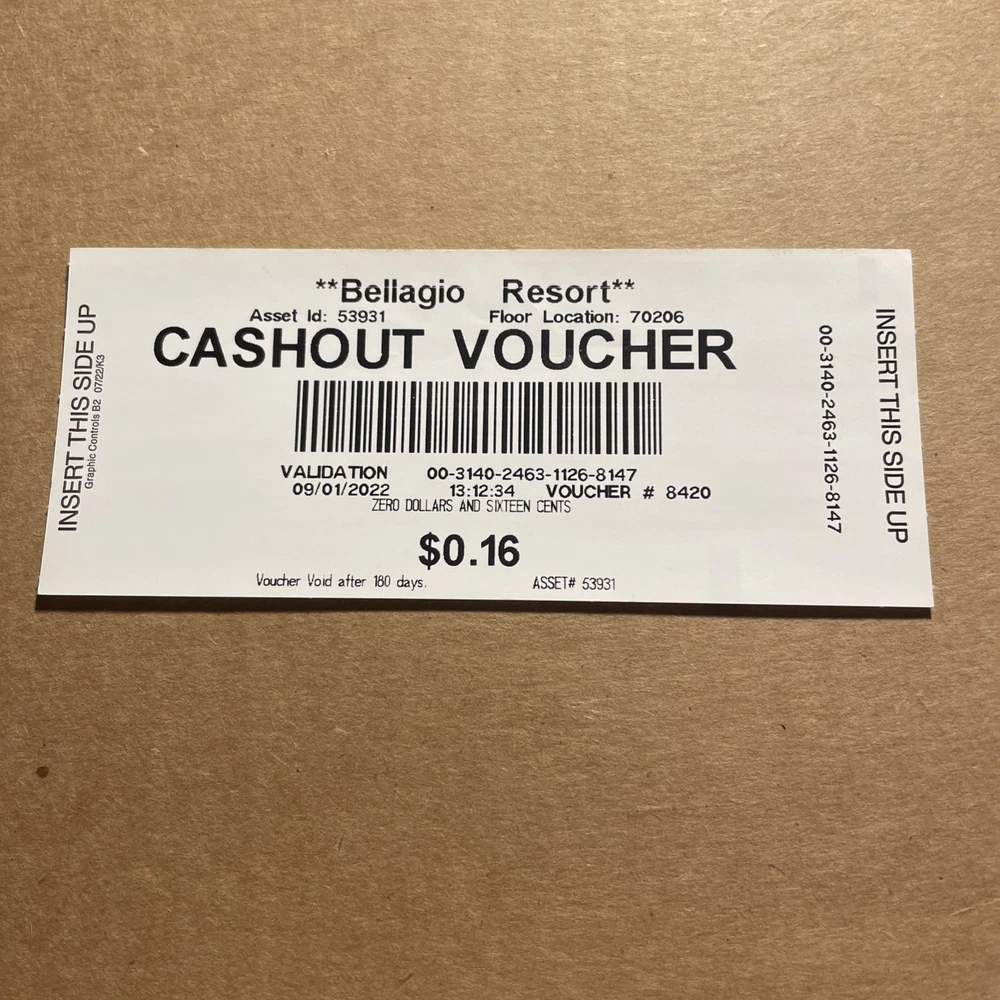 **Bellagio Resort**
Asset Id: 53931 Floor Location: 70206
CASHOUT VOUCHER
VALIDATION 00-3140-2463-1126-8147
09/01/2022 13:12:34 VOUCHER # 8420
ZERO DOLLARS AND SIXTEEN CENTS
$0.16
Voucher Void after 180 days. ASSET# 53931
INSERT THIS SIDE UP
Graphic Controls B2 07/22/K3
00-3140-2463-1126-8147
INSERT THIS SIDE UP